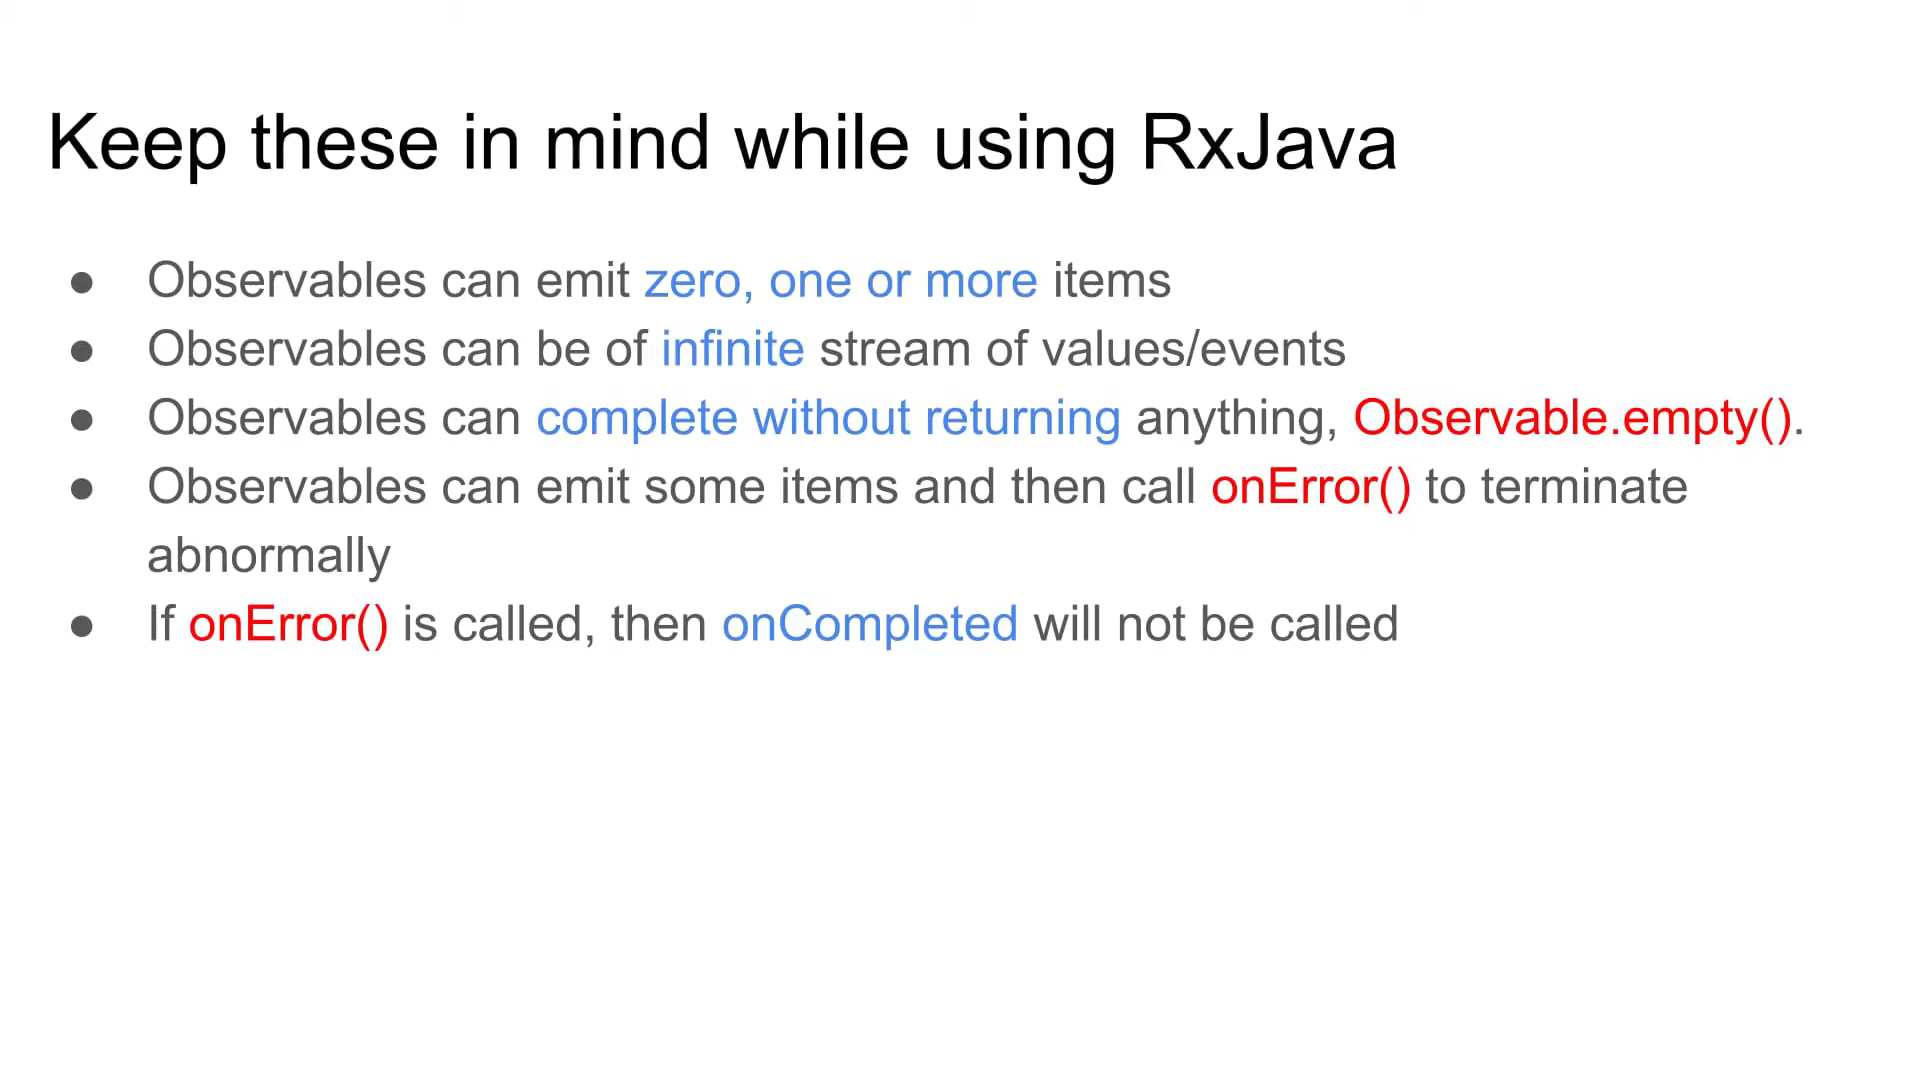 Keep these in mind while using RxJava
● Observables can emit zero, one or more items
● Observables can be of infinite stream of values/events
● Observables can complete without returning anything, Observable.empty().
● Observables can emit some items and then call onError() to terminate
abnormally
● If onError() is called, then onCompleted will not be called